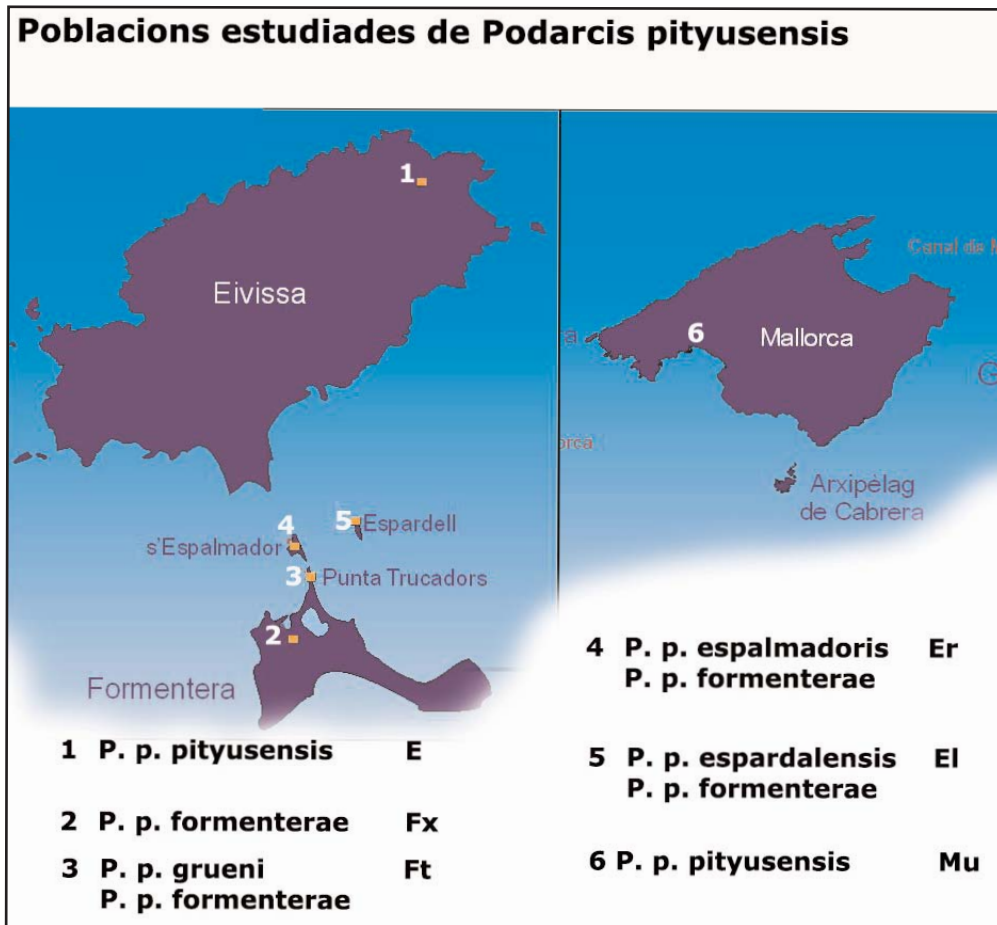 Poblacions estudiades de Podarcis pityusensis
1
Eivissa
4
s'Espalmador
5
Espardell
3
Punta Trucadors
2
Formentera
Canal de M
6
Mallorca
Arxipèlag
de Cabrera
1 P. p. pityusensis E
2 P. p. formenterae Fx
3 P. p. grueni Ft
P. p. formenterae
4 P. p. espalmadoris Er
P. p. formenterae
5 P. p. espardalensis El
P. p. formenterae
6 P. p. pityusensis Mu